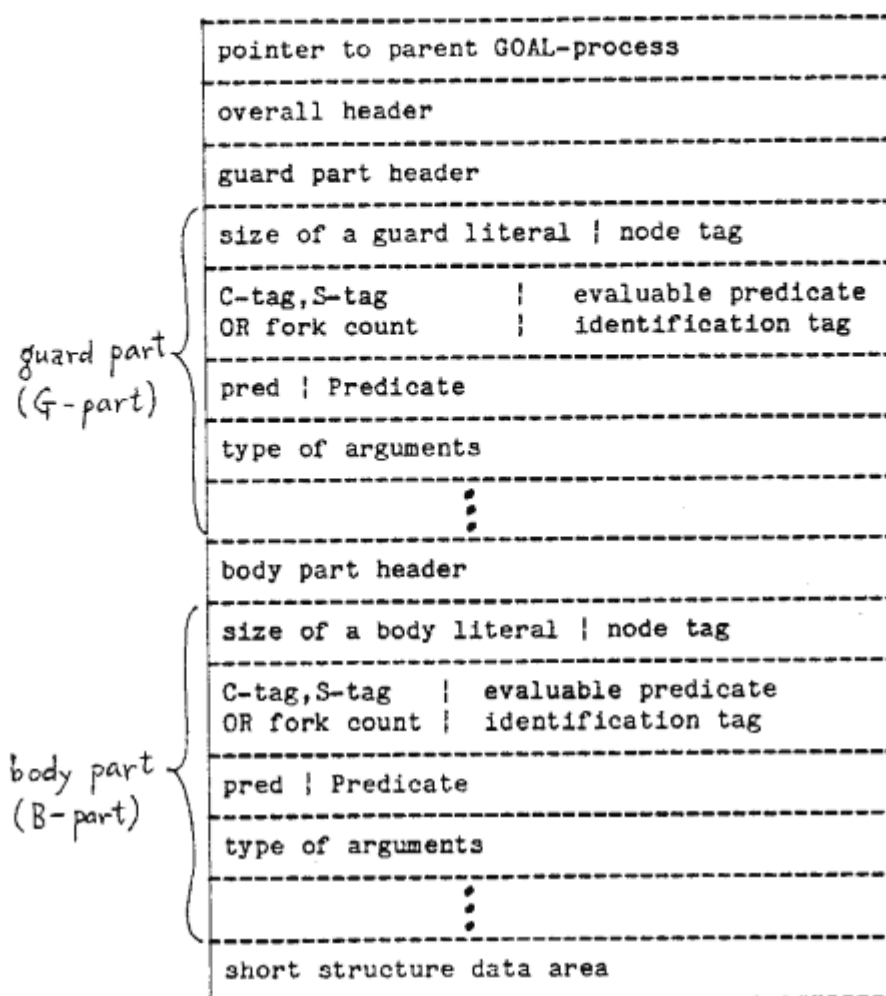 pointer to parent GOAL-process
overall header
guard part header
size of a guard literal ¦ node tag
C-tag,S-tag ¦ evaluable predicate
OR fork count ¦ identification tag
guard part
(G-part)
pred ¦ Predicate
type of arguments
body part header
size of a body literal ¦ node tag
C-tag,S-tag ¦ evaluable predicate
OR fork count ¦ identification tag
body part
(B-part)
pred ¦ Predicate
type of arguments
short structure data area